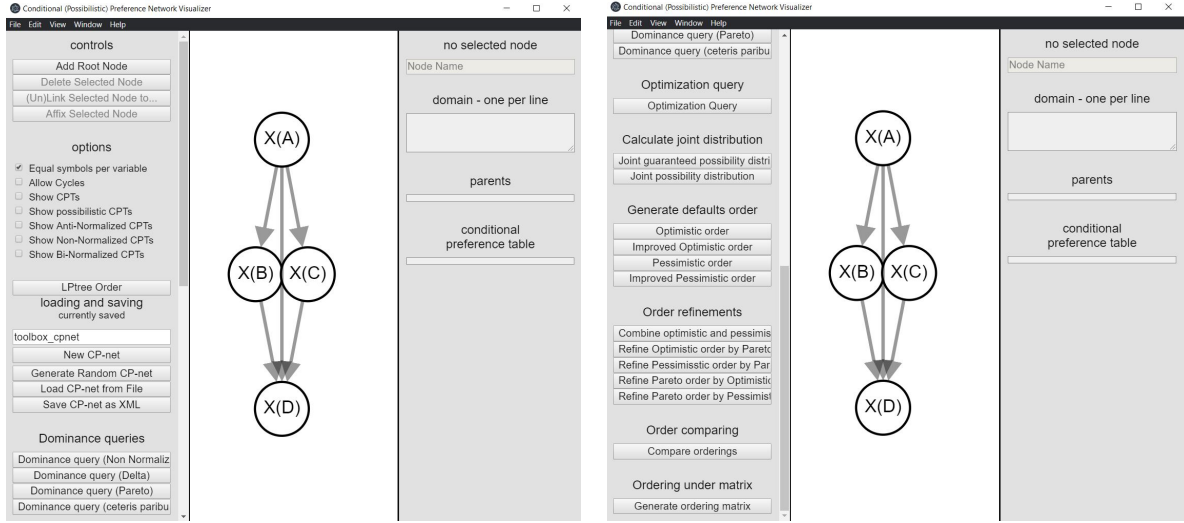 Conditional (Possibilistic) Preference Network Visualizer
File Edit View Window Help
controls
Add Root Node
Delete Selected Node
(Un)Link Selected Node to...
Affix Selected Node
options
Equal symbols per variable
Allow Cycles
Show CPTs
Show possibilistic CPTs
Show Anti-Normalized CPTs
Show Non-Normalized CPTs
Show Bi-Normalized CPTs
LPtree Order
loading and saving
currently saved
toolbox_cpnet
New CP-net
Generate Random CP-net
Load CP-net from File
Save CP-net as XML
Dominance queries
Dominance query (Non Normaliz
Dominance query (Delta)
Dominance query (Pareto)
Dominance query (ceteris paribu
X(A)
X(B) X(C)
X(D)
no selected node
Node Name
domain - one per line
parents
conditional
preference table
Conditional (Possibilistic) Preference Network Visualizer
File Edit View Window Help
Dominance query (Pareto)
Dominance query (ceteris paribu
Optimization query
Optimization Query
Calculate joint distribution
Joint guaranteed possibility distri
Joint possibility distribution
Generate defaults order
Optimistic order
Improved Optimistic order
Pessimistic order
Improved Pessimistic order
Order refinements
Combine optimistic and pessimis
Refine Optimistic order by Pareto
Refine Pessimisstic order by Par
Refine Pareto order by Optimistic
Refine Pareto order by Pessimist
Order comparing
Compare orderings
Ordering under matrix
Generate ordering matrix
X(A)
X(B) X(C)
X(D)
no selected node
Node Name
domain - one per line
parents
conditional
preference table